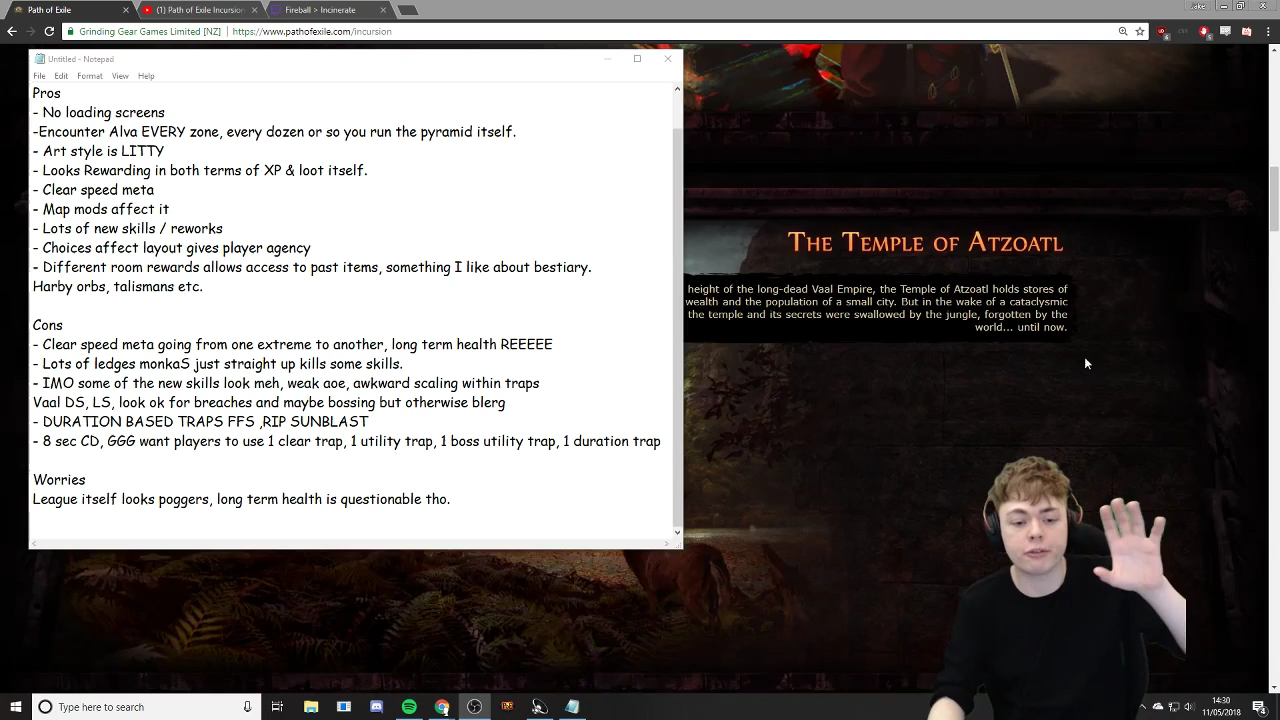 Path of Exile
(1) Path of Exile Incursion
Fireball > Incinerate
Jake
Grinding Gear Games Limited [NZ]
https://www.pathofexile.com/incursion
Untitled - Notepad
File Edit Format View Help
Pros
- No loading screens
-Encounter Alva EVERY zone, every dozen or so you run the pyramid itself.
- Art style is LITTY
- Looks Rewarding in both terms of XP & loot itself.
- Clear speed meta
- Map mods affect it
- Lots of new skills / reworks
- Choices affect layout gives player agency
- Different room rewards allows access to past items, something I like about bestiary.
Harby orbs, talismans etc.
Cons
- Clear speed meta going from one extreme to another, long term health REEEEE
- Lots of ledges monkaS just straight up kills some skills.
- IMO some of the new skills look meh, weak aoe, awkward scaling within traps
Vaal DS, LS, look ok for breaches and maybe bossing but otherwise blerg
- DURATION BASED TRAPS FFS ,RIP SUNBLAST
- 8 sec CD, GGG want players to use 1 clear trap, 1 utility trap, 1 boss utility trap, 1 duration trap
Worries
League itself looks poggers, long term health is questionable tho.
THE TEMPLE OF ATZOATL
height of the long-dead Vaal Empire, the Temple of Atzoatl holds stores of
wealth and the population of a small city. But in the wake of a cataclysmic
the temple and its secrets were swallowed by the jungle, forgotten by the
world... until now.
Type here to search
14:30
11/05/2018